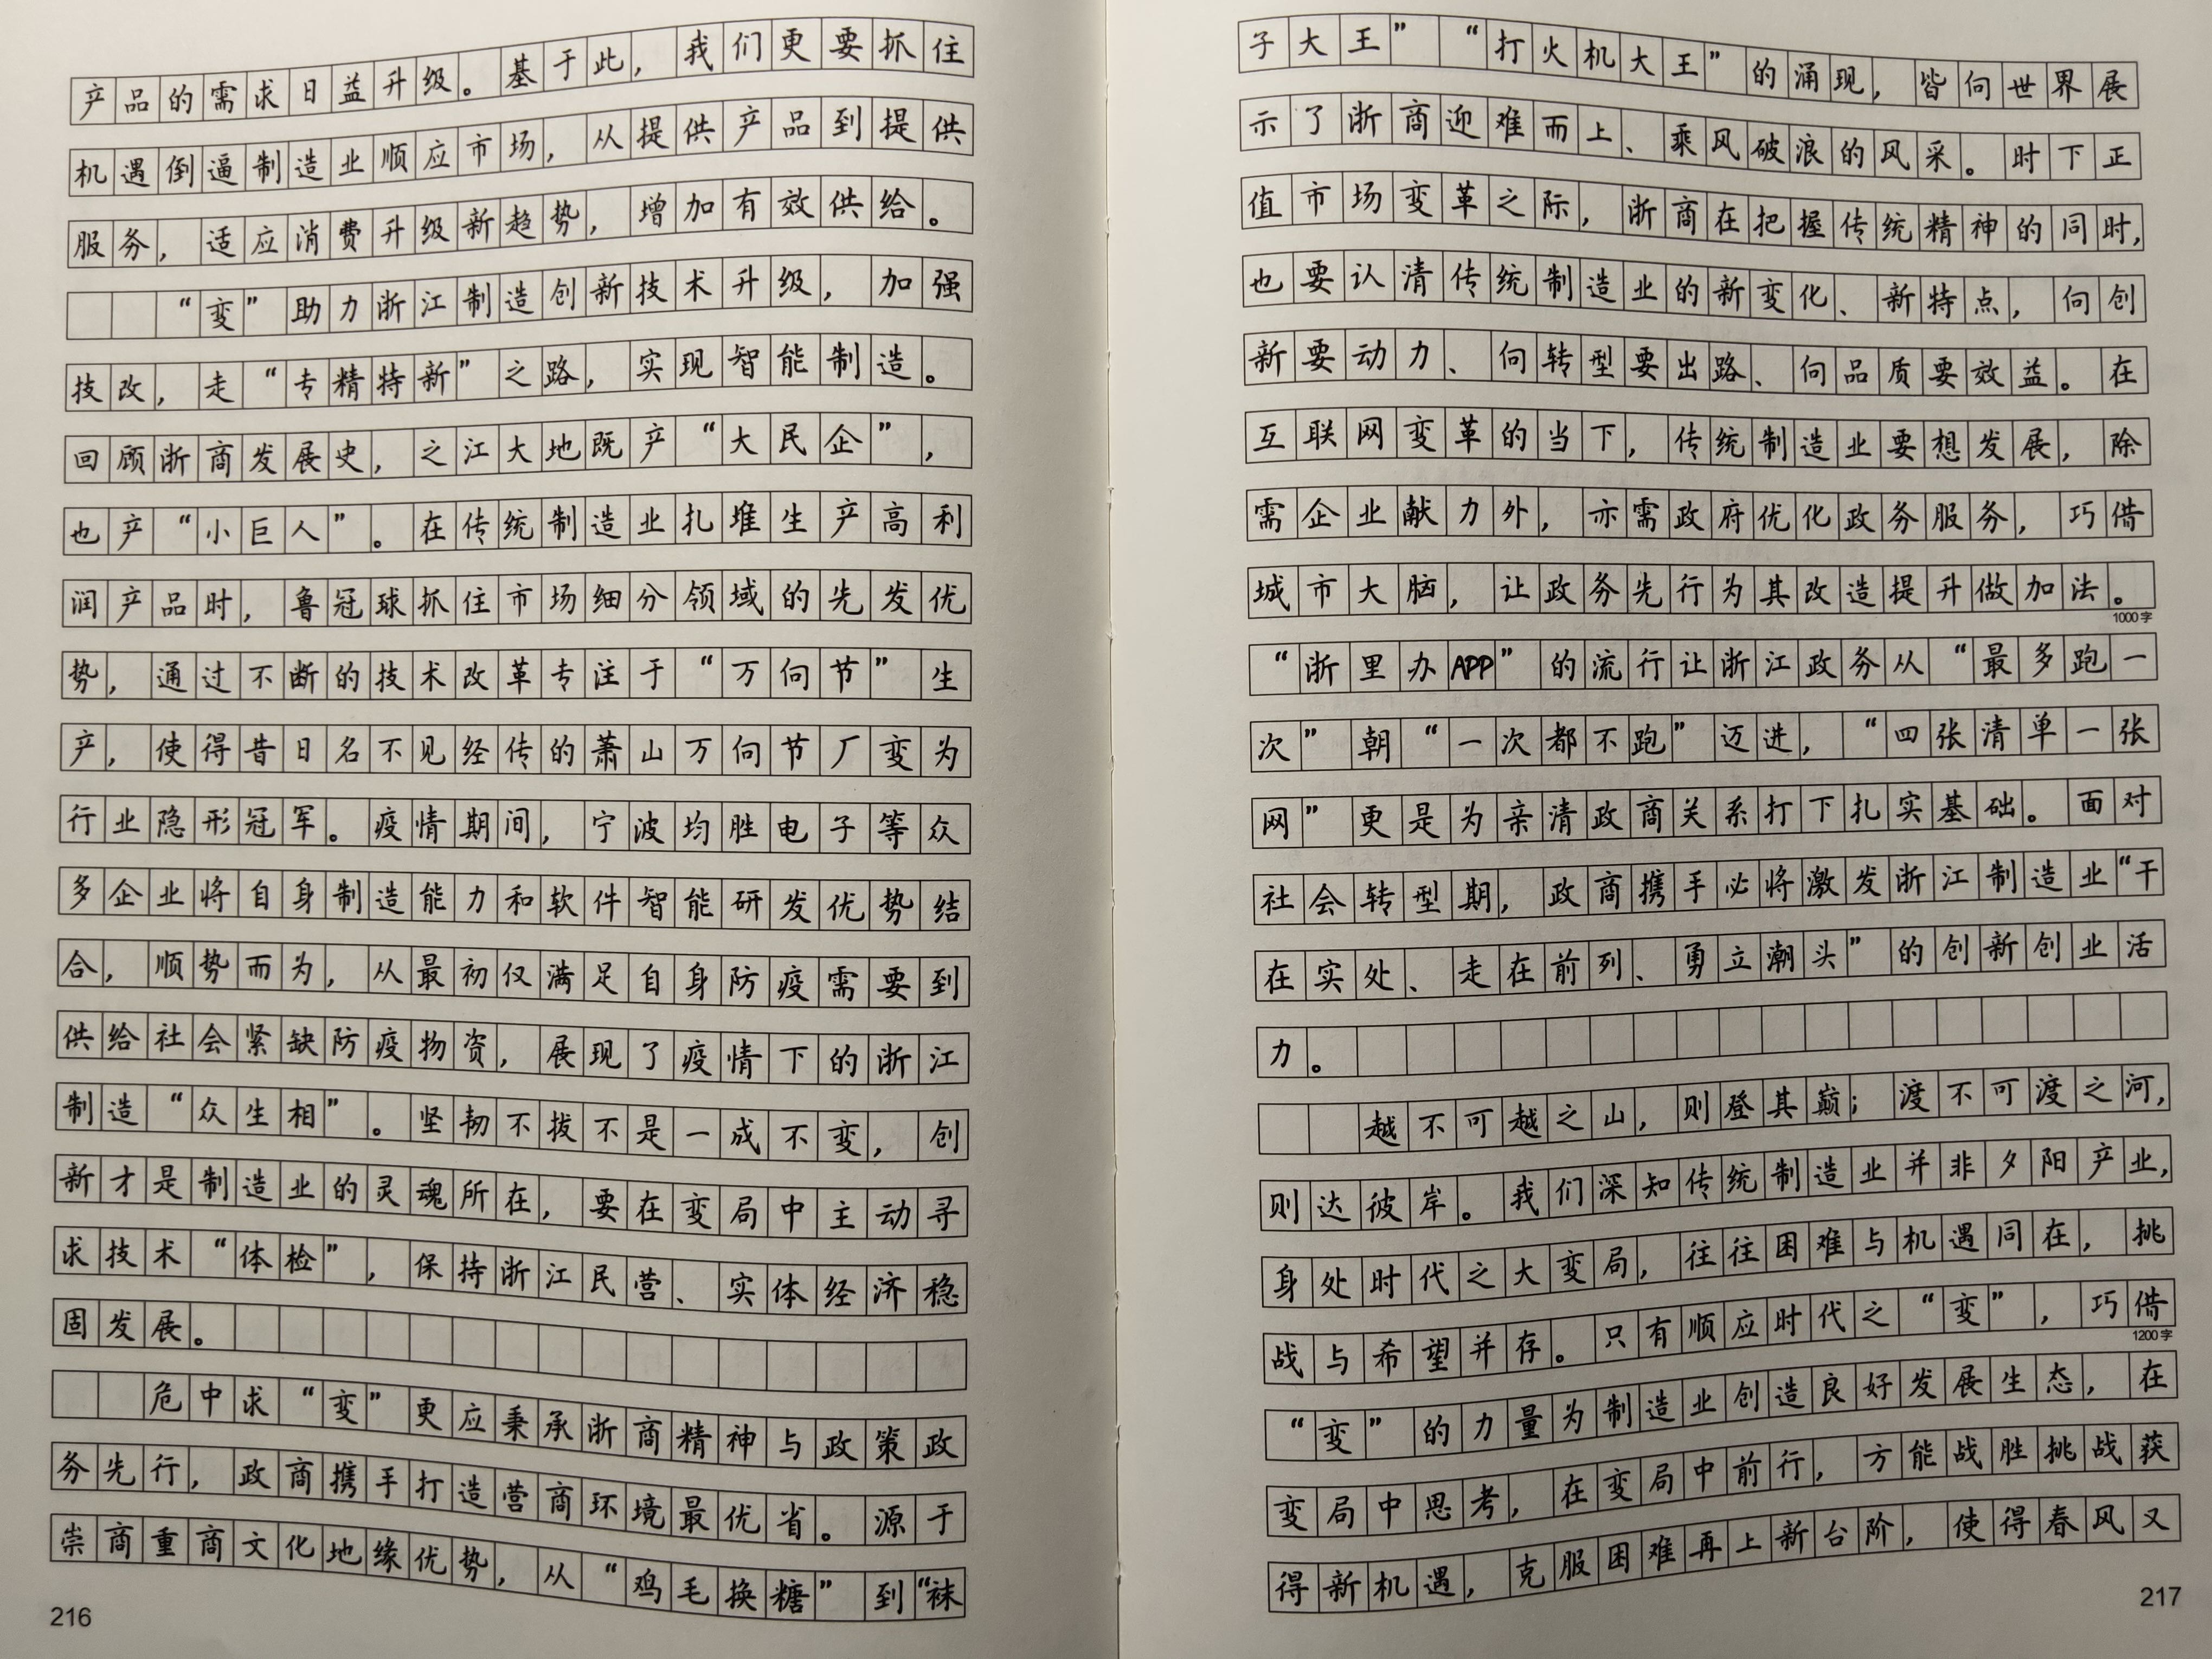 产品的需求日益升级。基于此，我们更要抓住
机遇倒逼制造业顺应市场，从提供产品到提供
服务，适应消费升级新趋势，增加有效供给。
“变”助力浙江制造创新技术升级，加强
技改，走“专精特新”之路，实现智能制造。
回顾浙商发展史，之江大地既产“大民企”，
也产“小巨人”。在传统制造业扎堆生产高利
润产品时，鲁冠球抓住市场细分领域的先发优
势，通过不断的技术改革专注于“万向节”生
产，使得昔日名不见经传的萧山万向节厂变为
行业隐形冠军。疫情期间，宁波均胜电子等众
多企业将自身制造能力和软件智能研发优势结
合，顺势而为，从最初仅满足自身防疫需要到
供给社会紧缺防疫物资，展现了疫情下的浙江
制造“众生相”。坚韧不拔不是一成不变，创
新才是制造业的灵魂所在，要在变局中主动寻
求技术“体检”，保持浙江民营、实体经济稳
固发展。
危中求“变”更应秉承浙商精神与政策政
务先行，政商携手打造营商环境最优省。源于
崇商重商文化地缘优势，从“鸡毛换糖”到“袜
216
子大王”“打火机大王”的涌现，皆向世界展
示了浙商迎难而上、乘风破浪的风采。时下正
值市场变革之际，浙商在把握传统精神的同时，
也要认清传统制造业的新变化、新特点，向创
新要动力、向转型要出路、向品质要效益。在
互联网变革的当下，传统制造业要想发展，除
需企业献力外，亦需政府优化政务服务，巧借
城市大脑，让政务先行为其改造提升做加法。
1000字
“浙里办APP”的流行让浙江政务从“最多跑一
次”朝“一次都不跑”迈进，“四张清单一张
网”更是为亲清政商关系打下扎实基础。面对
社会转型期，政商携手必将激发浙江制造业“干
在实处、走在前列、勇立潮头”的创新创业活
力。
越不可越之山，则登其巅；渡不可渡之河，
则达彼岸。我们深知传统制造业并非夕阳产业，
身处时代之大变局，往往困难与机遇同在，挑
战与希望并存。只有顺应时代之“变”，巧借
1200字
“变”的力量为制造业创造良好发展生态，在
变局中思考，在变局中前行，方能战胜挑战获
得新机遇，克服困难再上新台阶，使得春风又
217